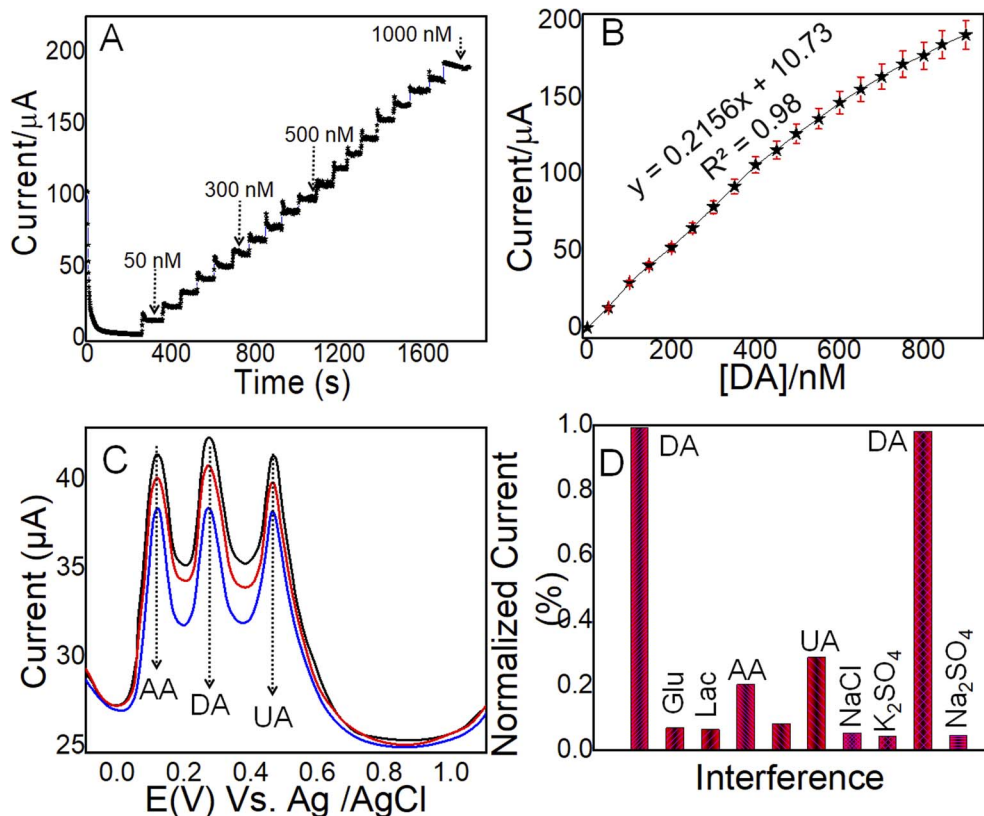 A
Current/µA
200
150
100
50
0
1000 nM
500 nM
300 nM
50 nM
0 400 800 1200 1600
Time (s)
B
Current/µA
200
150
100
50
0
y = 0.2156x + 10.73
R² = 0.98
0 200 400 600 800
[DA]/nM
C
Current (µA)
40
35
30
25
AA
DA
UA
0.0 0.2 0.4 0.6 0.8 1.0
E(V) Vs. Ag /AgCl
D
Normalized Current
(%)
1.0
0.8
0.6
0.4
0.2
0.0
DA
Glu
Lac
AA
UA
NaCl
K₂SO₄
DA
Na₂SO₄
Interference